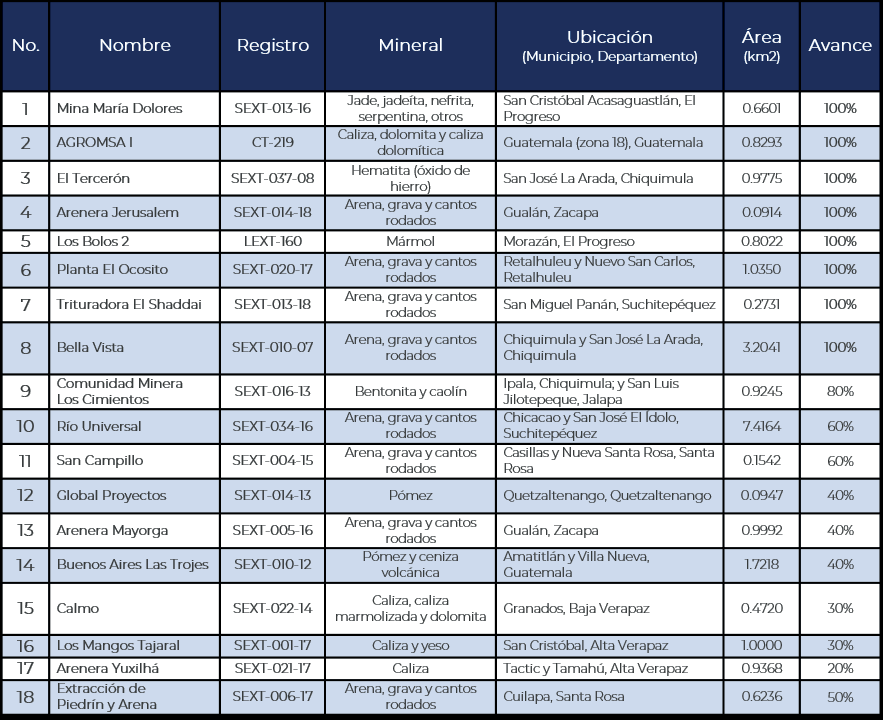 No. Nombre Registro Mineral Ubicación (Municipio, Departamento) Área (km2) Avance
1 Mina María Dolores SEXT-013-16 Jade, jadeíta, nefrita, serpentina, otros San Cristóbal Acasaguastlán, El Progreso 0.6601 100%
2 AGROMSA I CT-219 Caliza, dolomita y caliza dolomítica Guatemala (zona 18), Guatemala 0.8293 100%
3 El Tercerón SEXT-037-08 Hematita (óxido de hierro) San José La Arada, Chiquimula 0.9775 100%
4 Arenera Jerusalem SEXT-014-18 Arena, grava y cantos rodados Gualán, Zacapa 0.0914 100%
5 Los Bolos 2 LEXT-160 Mármol Morazán, El Progreso 0.8022 100%
6 Planta El Ocosito SEXT-020-17 Arena, grava y cantos rodados Retalhuleu y Nuevo San Carlos, Retalhuleu 1.0350 100%
7 Trituradora El Shaddai SEXT-013-18 Arena, grava y cantos rodados San Miguel Panán, Suchitepéquez 0.2731 100%
8 Bella Vista SEXT-010-07 Arena, grava y cantos rodados Chiquimula y San José La Arada, Chiquimula 3.2041 100%
9 Comunidad Minera Los Cimientos SEXT-016-13 Bentonita y caolín Ipala, Chiquimula; y San Luis Jilotepeque, Jalapa 0.9245 80%
10 Río Universal SEXT-034-16 Arena, grava y cantos rodados Chicacao y San José El Ídolo, Suchitepéquez 7.4164 60%
11 San Campillo SEXT-004-15 Arena, grava y cantos rodados Casillas y Nueva Santa Rosa, Santa Rosa 0.1542 60%
12 Global Proyectos SEXT-014-13 Pómez Quetzaltenango, Quetzaltenango 0.0947 40%
13 Arenera Mayorga SEXT-005-16 Arena, grava y cantos rodados Gualán, Zacapa 0.9992 40%
14 Buenos Aires Las Trojes SEXT-010-12 Pómez y ceniza volcánica Amatitlán y Villa Nueva, Guatemala 1.7218 40%
15 Calmo SEXT-022-14 Caliza, caliza marmolizada y dolomita Granados, Baja Verapaz 0.4720 30%
16 Los Mangos Tajaral SEXT-001-17 Caliza y yeso San Cristóbal, Alta Verapaz 1.0000 30%
17 Arenera Yuxilhá SEXT-021-17 Caliza Tactic y Tamahú, Alta Verapaz 0.9368 20%
18 Extracción de Piedrín y Arena SEXT-006-17 Arena, grava y cantos rodados Cuilapa, Santa Rosa 0.6236 50%